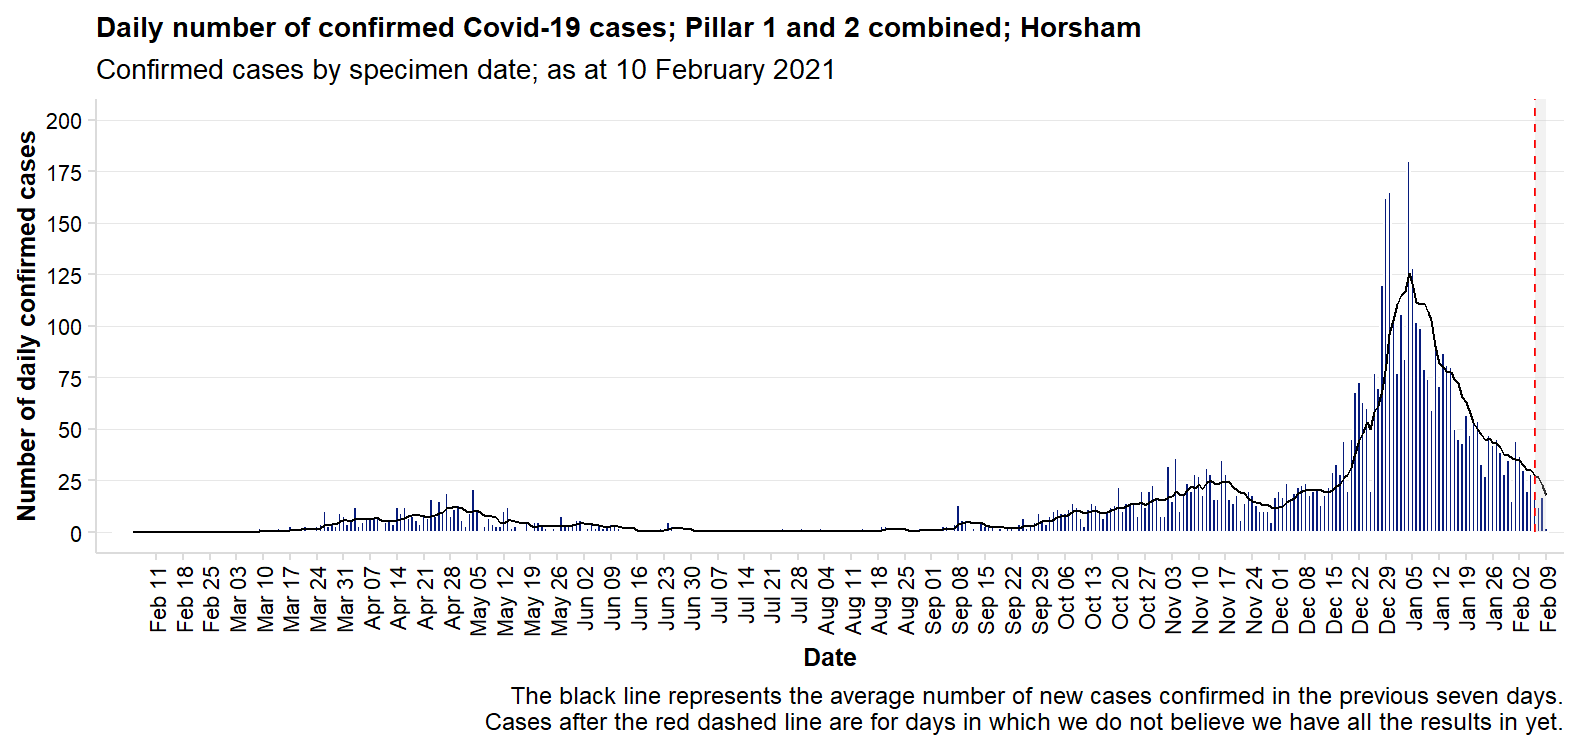 Daily number of confirmed Covid-19 cases; Pillar 1 and 2 combined; Horsham
Confirmed cases by specimen date; as at 10 February 2021
Number of daily confirmed cases
200
175
150
125
100
75
50
25
0
Feb 11
Feb 18
Feb 25
Mar 03
Mar 10
Mar 17
Mar 24
Mar 31
Apr 07
Apr 14
Apr 21
Apr 28
May 05
May 12
May 19
May 26
Jun 02
Jun 09
Jun 16
Jun 23
Jun 30
Jul 07
Jul 14
Jul 21
Jul 28
Aug 04
Aug 11
Aug 18
Aug 25
Sep 01
Sep 08
Sep 15
Sep 22
Sep 29
Oct 06
Oct 13
Oct 20
Oct 27
Nov 03
Nov 10
Nov 17
Nov 24
Dec 01
Dec 08
Dec 15
Dec 22
Dec 29
Jan 05
Jan 12
Jan 19
Jan 26
Feb 02
Feb 09
Date
The black line represents the average number of new cases confirmed in the previous seven days.
Cases after the red dashed line are for days in which we do not believe we have all the results in yet.